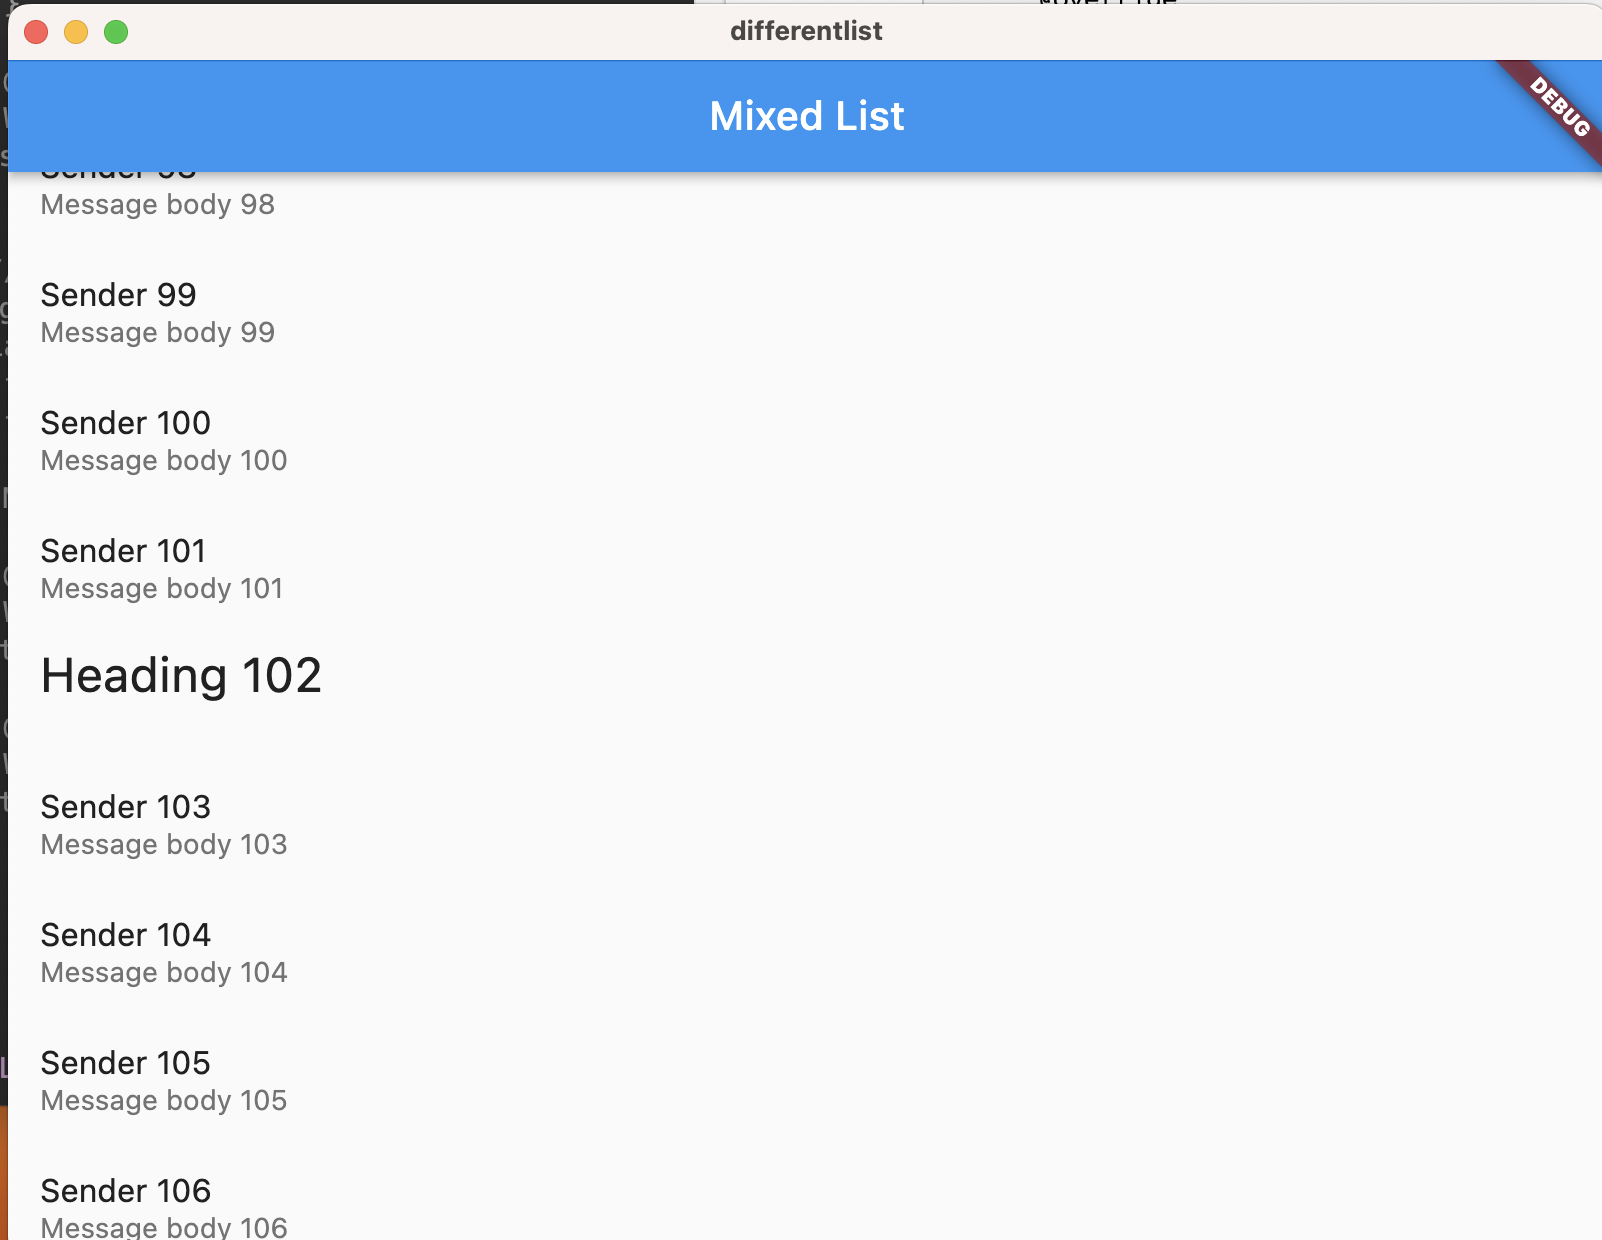 differentlist
Mixed List
DEBUG
Sender 98
Message body 98
Sender 99
Message body 99
Sender 100
Message body 100
Sender 101
Message body 101
Heading 102
Sender 103
Message body 103
Sender 104
Message body 104
Sender 105
Message body 105
Sender 106
Message body 106